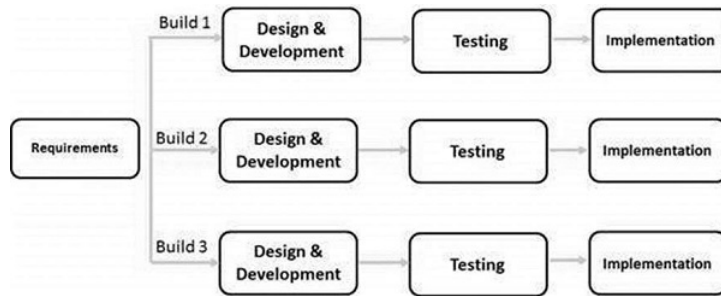 Build 1
Design &
Development
Testing
Implementation
Requirements
Build 2
Design &
Development
Testing
Implementation
Build 3
Design &
Development
Testing
Implementation